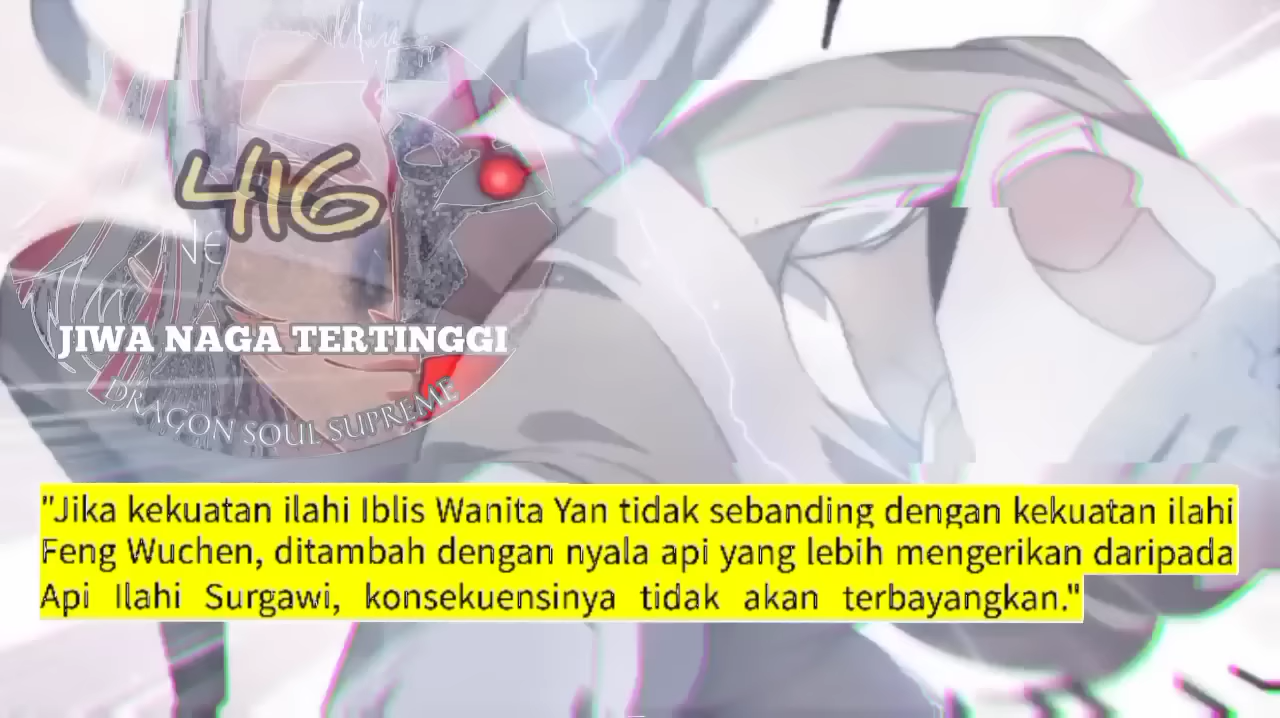 416
JIWA NAGA TERTINGGI
DRAGON SOUL SUPREME
"Jika kekuatan ilahi Iblis Wanita Yan tidak sebanding dengan kekuatan ilahi
Feng Wuchen, ditambah dengan nyala api yang lebih mengerikan daripada
Api Ilahi Surgawi, konsekuensinya tidak akan terbayangkan."